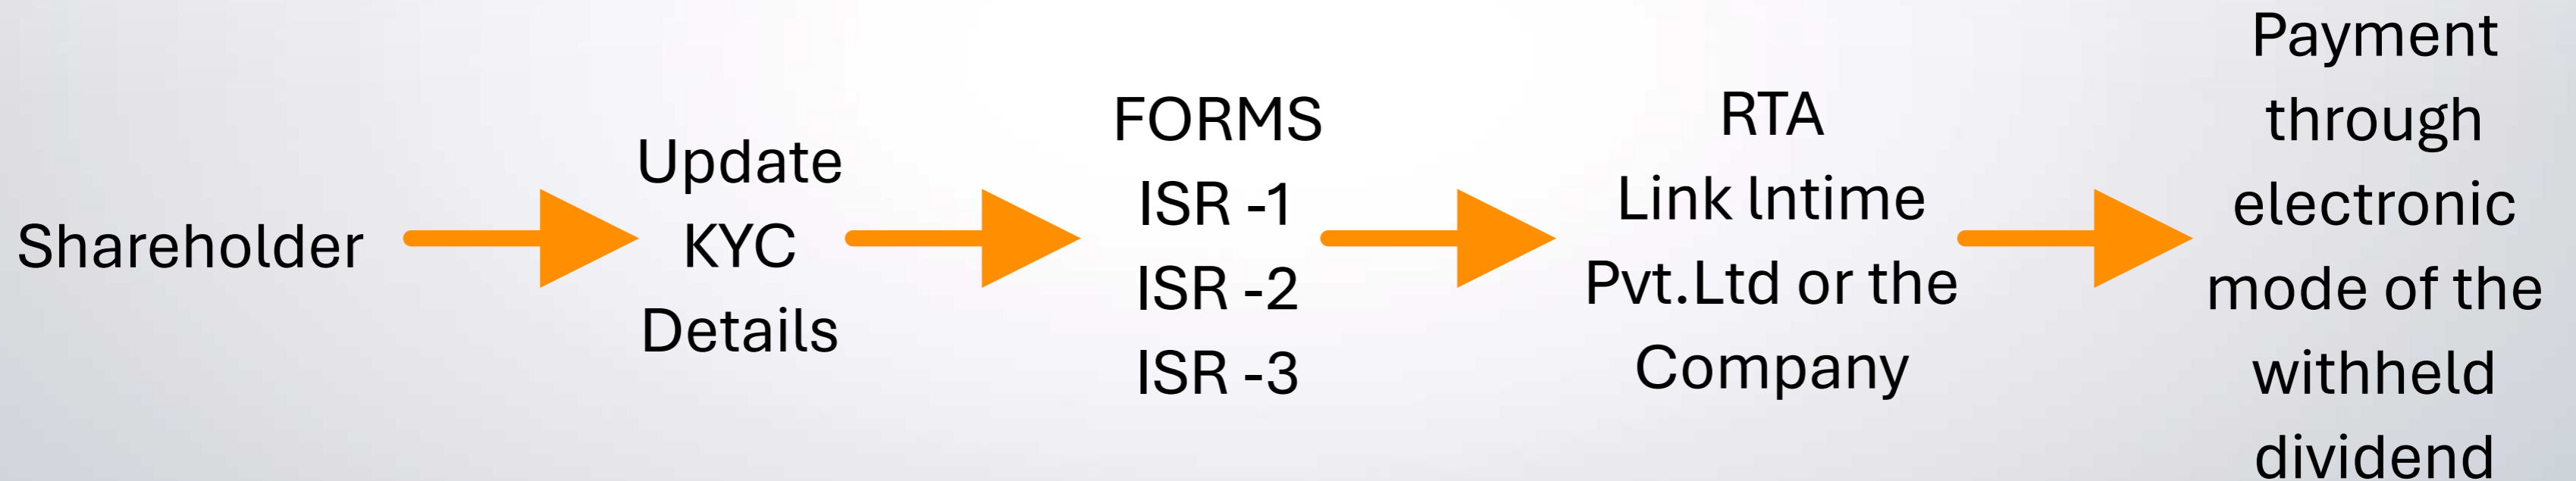 Shareholder
Update
KYC
Details
FORMS
ISR -1
ISR -2
ISR -3
RTA
Link lntime
Pvt.Ltd or the
Company
Payment
through
electronic
mode of the
withheld
dividend